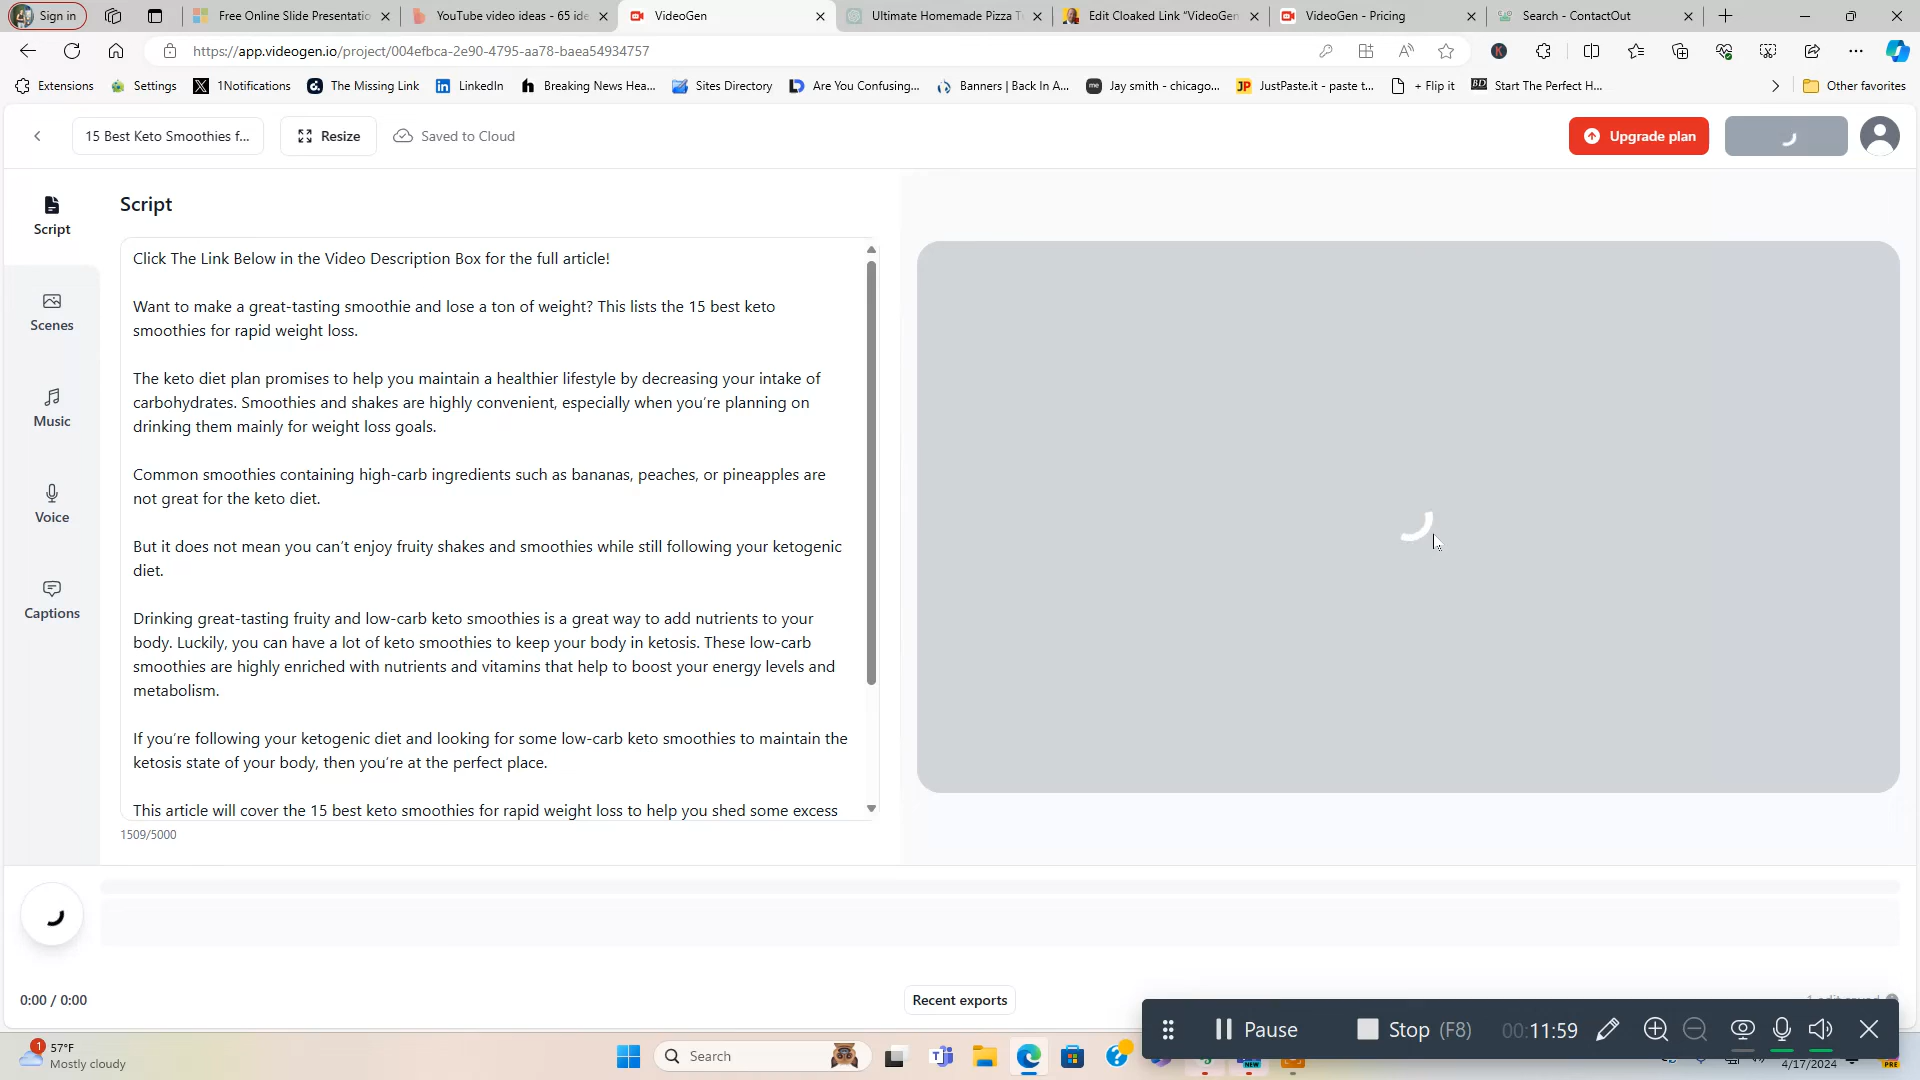 Sign in
Free Online Slide Presentatio
YouTube video ideas - 65 ide
VideoGen
Ultimate Homemade Pizza T
Edit Cloaked Link "VideoGen
VideoGen - Pricing
Search - ContactOut
https://app.videogen.io/project/004efbca-2e90-4795-aa78-baea54934757
Extensions
Settings
1Notifications
The Missing Link
LinkedIn
Breaking News Hea...
Sites Directory
Are You Confusing...
Banners | Back In A...
Jay smith - chicago...
JustPaste.it - paste t...
+ Flip it
Start The Perfect H...
Other favorites
15 Best Keto Smoothies f...
Resize
Saved to Cloud
Upgrade plan
Script
Scenes
Music
Voice
Captions
Script
Click The Link Below in the Video Description Box for the full article!
Want to make a great-tasting smoothie and lose a ton of weight? This lists the 15 best keto
smoothies for rapid weight loss.
The keto diet plan promises to help you maintain a healthier lifestyle by decreasing your intake of
carbohydrates. Smoothies and shakes are highly convenient, especially when you're planning on
drinking them mainly for weight loss goals.
Common smoothies containing high-carb ingredients such as bananas, peaches, or pineapples are
not great for the keto diet.
But it does not mean you can't enjoy fruity shakes and smoothies while still following your ketogenic
diet.
Drinking great-tasting fruity and low-carb keto smoothies is a great way to add nutrients to your
body. Luckily, you can have a lot of keto smoothies to keep your body in ketosis. These low-carb
smoothies are highly enriched with nutrients and vitamins that help to boost your energy levels and
metabolism.
If you're following your ketogenic diet and looking for some low-carb keto smoothies to maintain the
ketosis state of your body, then you're at the perfect place.
This article will cover the 15 best keto smoothies for rapid weight loss to help you shed some excess
1509/5000
0:00 / 0:00
Recent exports
Pause
Stop (F8)
00:11:59
1
57°F
Mostly cloudy
Search
4/17/2024